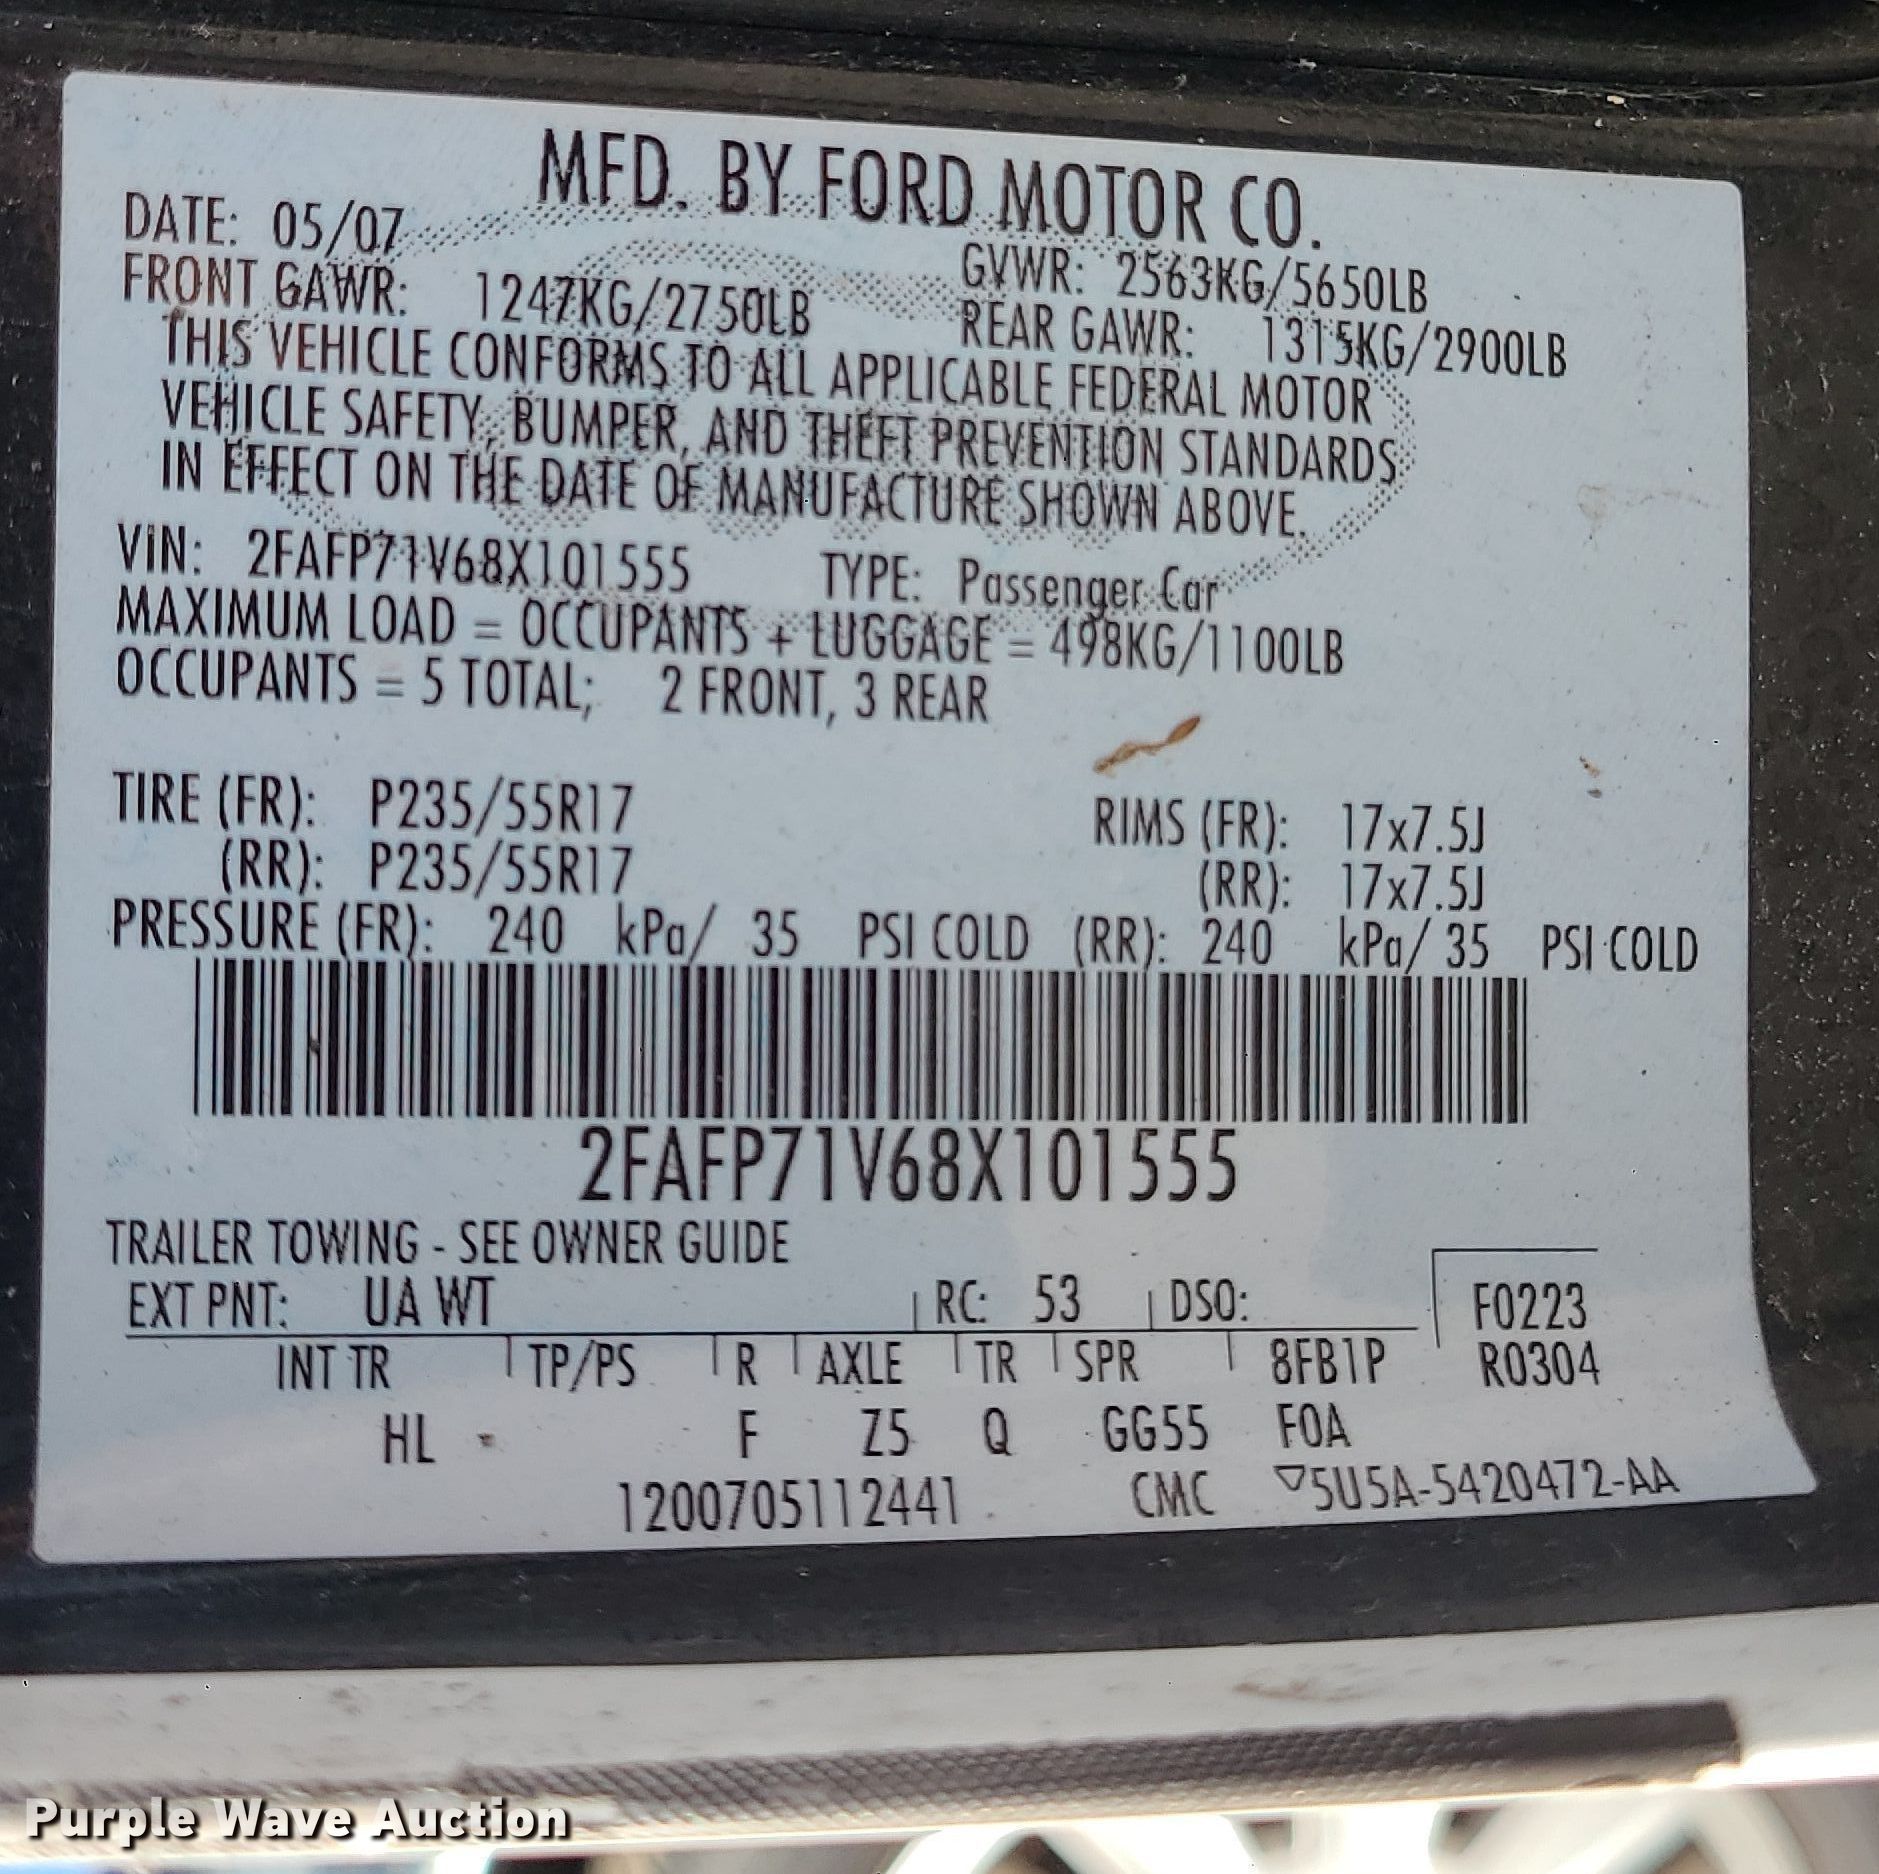 MFD. BY FORD MOTOR CO.
DATE: 05/07 GVWR: 2563KG/5650LB
FRONT GAWR: 1247KG/2750LB REAR GAWR: 1315KG/2900LB
THIS VEHICLE CONFORMS TO ALL APPLICABLE FEDERAL MOTOR
VEHICLE SAFETY, BUMPER, AND THEFT PREVENTION STANDARDS
IN EFFECT ON THE DATE OF MANUFACTURE SHOWN ABOVE.
VIN: 2FAFP71V68X101555 TYPE: Passenger Car
MAXIMUM LOAD = OCCUPANTS + LUGGAGE = 498KG/1100LB
OCCUPANTS = 5 TOTAL; 2 FRONT, 3 REAR
TIRE (FR): P235/55R17 RIMS (FR): 17x7.5J
(RR): P235/55R17 (RR): 17x7.5J
PRESSURE (FR): 240 kPa/ 35 PSI COLD (RR): 240 kPa/ 35 PSI COLD
2FAFP71V68X101555
TRAILER TOWING - SEE OWNER GUIDE
EXT PNT: UA WT RC: 53 DSO: F0223
INT TR TP/PS R AXLE TR SPR 8FB1P R0304
HL F Z5 Q GG55 F0A
1200705112441 CMC ▽5U5A-5420472-AA
Purple Wave Auction